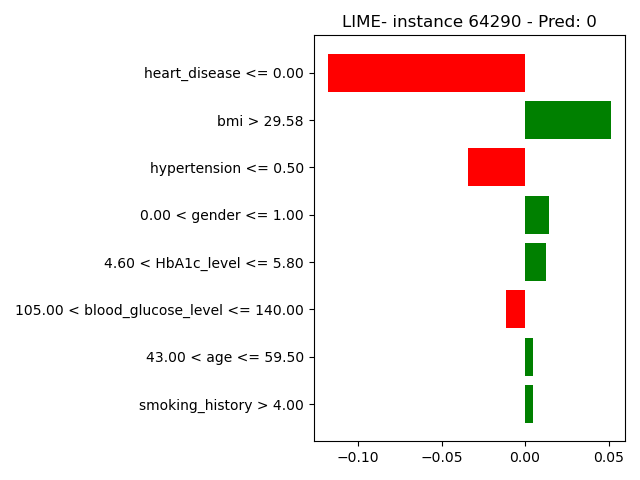 LIME- instance 64290 - Pred: 0
heart_disease <= 0.00
bmi > 29.58
hypertension <= 0.50
0.00 < gender <= 1.00
4.60 < HbA1c_level <= 5.80
105.00 < blood_glucose_level <= 140.00
43.00 < age <= 59.50
smoking_history > 4.00
−0.10 −0.05 0.00 0.05